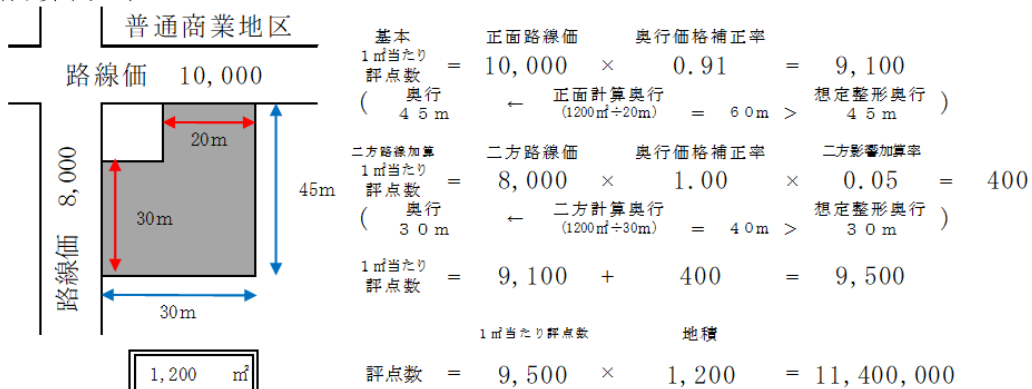 普通商業地区
路線価 10,000
20m
路線価 8,000
30m
45m
30m
1,200 ㎡
基本 正面路線価 奥行価格補正率
1㎡当たり評点数 = 10,000 × 0.91 = 9,100
( 奥行 45m ← 正面計算奥行 (1200㎡÷20m) = 60m > 想定整形奥行 45m )
二方路線加算 二方路線価 奥行価格補正率 二方影響加算率
1㎡当たり評点数 = 8,000 × 1.00 × 0.05 = 400
( 奥行 30m ← 二方計算奥行 (1200㎡÷30m) = 40m > 想定整形奥行 30m )
1㎡当たり評点数 = 9,100 + 400 = 9,500
1㎡当たり評点数 地積
評点数 = 9,500 × 1,200 = 11,400,000